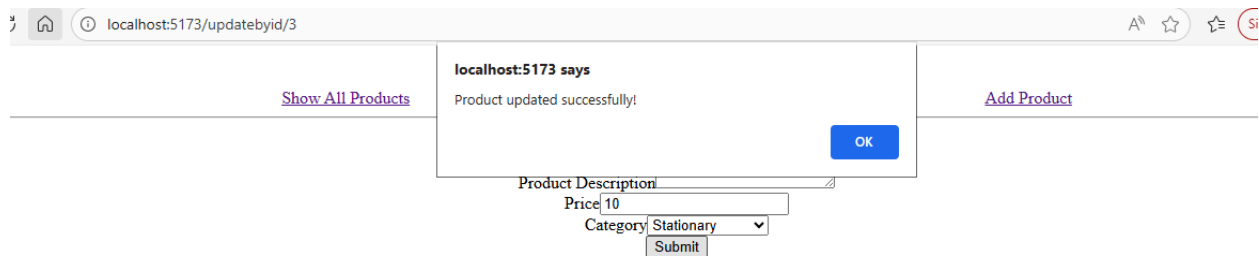 localhost:5173/updatebyid/3
localhost:5173 says
Show All Products
Product updated successfully!
Add Product
OK
Product Description
Price 10
Category Stationary
Submit